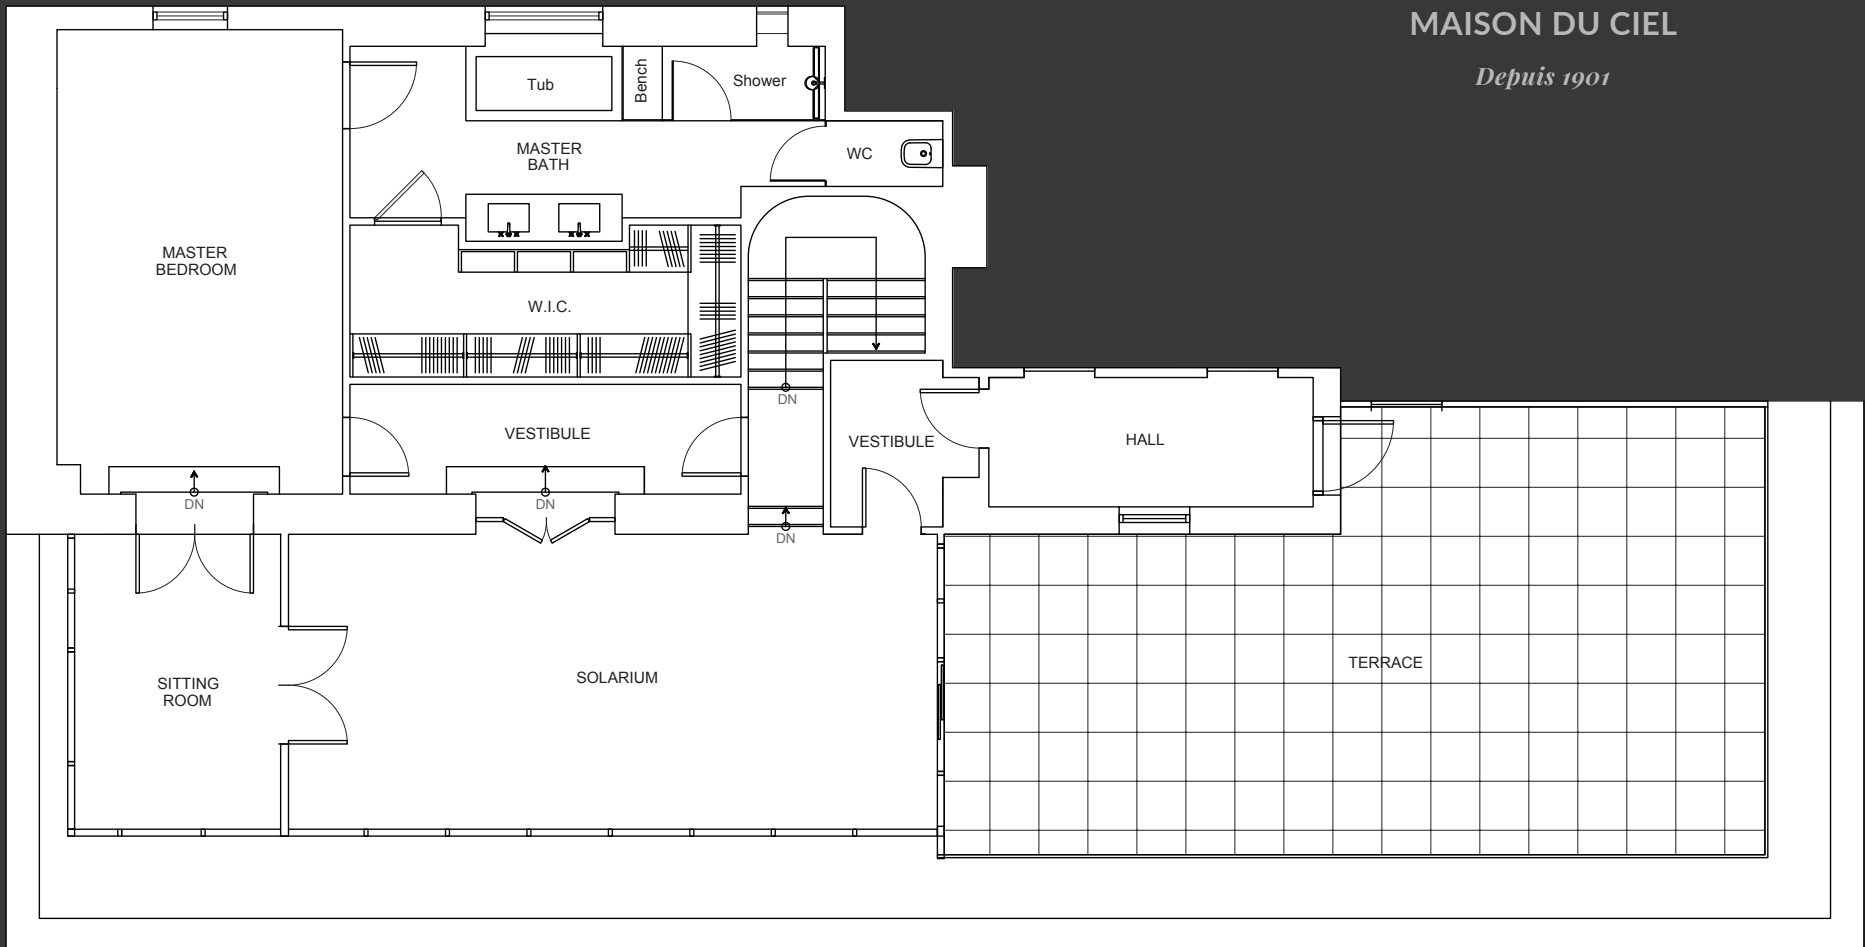 MAISON DU CIEL
Depuis 1901
Tub
Bench
Shower
MASTER
BATH
WC
MASTER
BEDROOM
W.I.C.
DN
VESTIBULE
VESTIBULE
HALL
DN
DN
DN
TERRACE
SOLARIUM
SITTING
ROOM